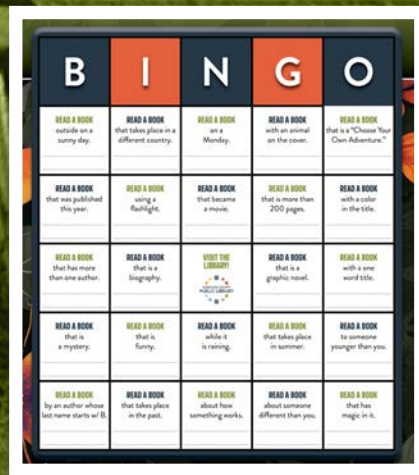 B I N G O
READ A BOOK
outside on a
sunny day.
READ A BOOK
that takes place in a
different country.
READ A BOOK
on a
Monday.
READ A BOOK
with an animal
on the cover.
READ A BOOK
that is a "Choose Your
Own Adventure."
READ A BOOK
that was published
this year.
READ A BOOK
using a
flashlight.
READ A BOOK
that became
a movie.
READ A BOOK
that is more than
200 pages.
READ A BOOK
with a color
in the title.
READ A BOOK
that has more
than one author.
READ A BOOK
that is a
biography.
VISIT THE
LIBRARY!
PUBLIC LIBRARY
READ A BOOK
that is a
graphic novel.
READ A BOOK
with a one
word title.
READ A BOOK
that is
a mystery.
READ A BOOK
that is
funny.
READ A BOOK
while it
is raining.
READ A BOOK
that takes place
in summer.
READ A BOOK
to someone
younger than you.
READ A BOOK
by an author whose
last name starts w/ B.
READ A BOOK
that takes place
in the past.
READ A BOOK
about how
something works.
READ A BOOK
about someone
different than you.
READ A BOOK
that has
magic in it.